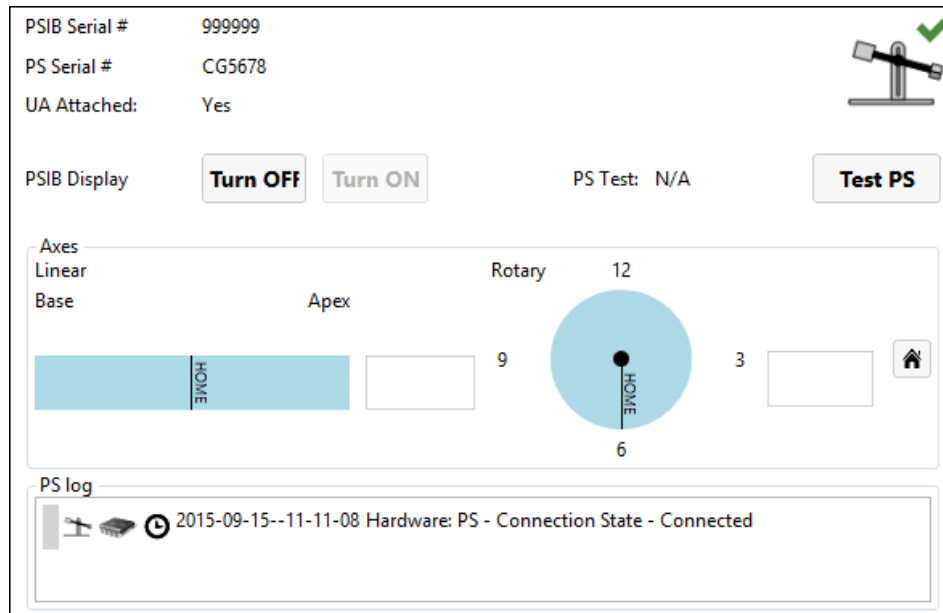 PSIB Serial # 999999
PS Serial # CG5678
UA Attached: Yes
PSIB Display Turn OFF Turn ON PS Test: N/A Test PS
Axes
Linear Rotary 12
Base Apex
HOME 9 HOME 3
6
PS log
2015-09-15--11-11-08 Hardware: PS - Connection State - Connected